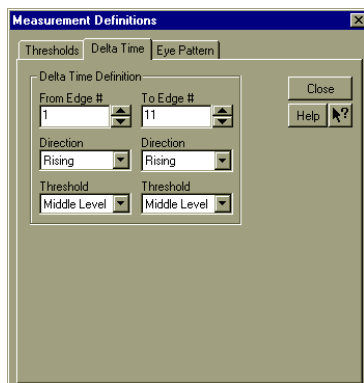 Measurement Definitions
Thresholds Delta Time Eye Pattern
Delta Time Definition
From Edge # To Edge #
1 11
Direction Direction
Rising Rising
Threshold Threshold
Middle Level Middle Level
Close
Help ?